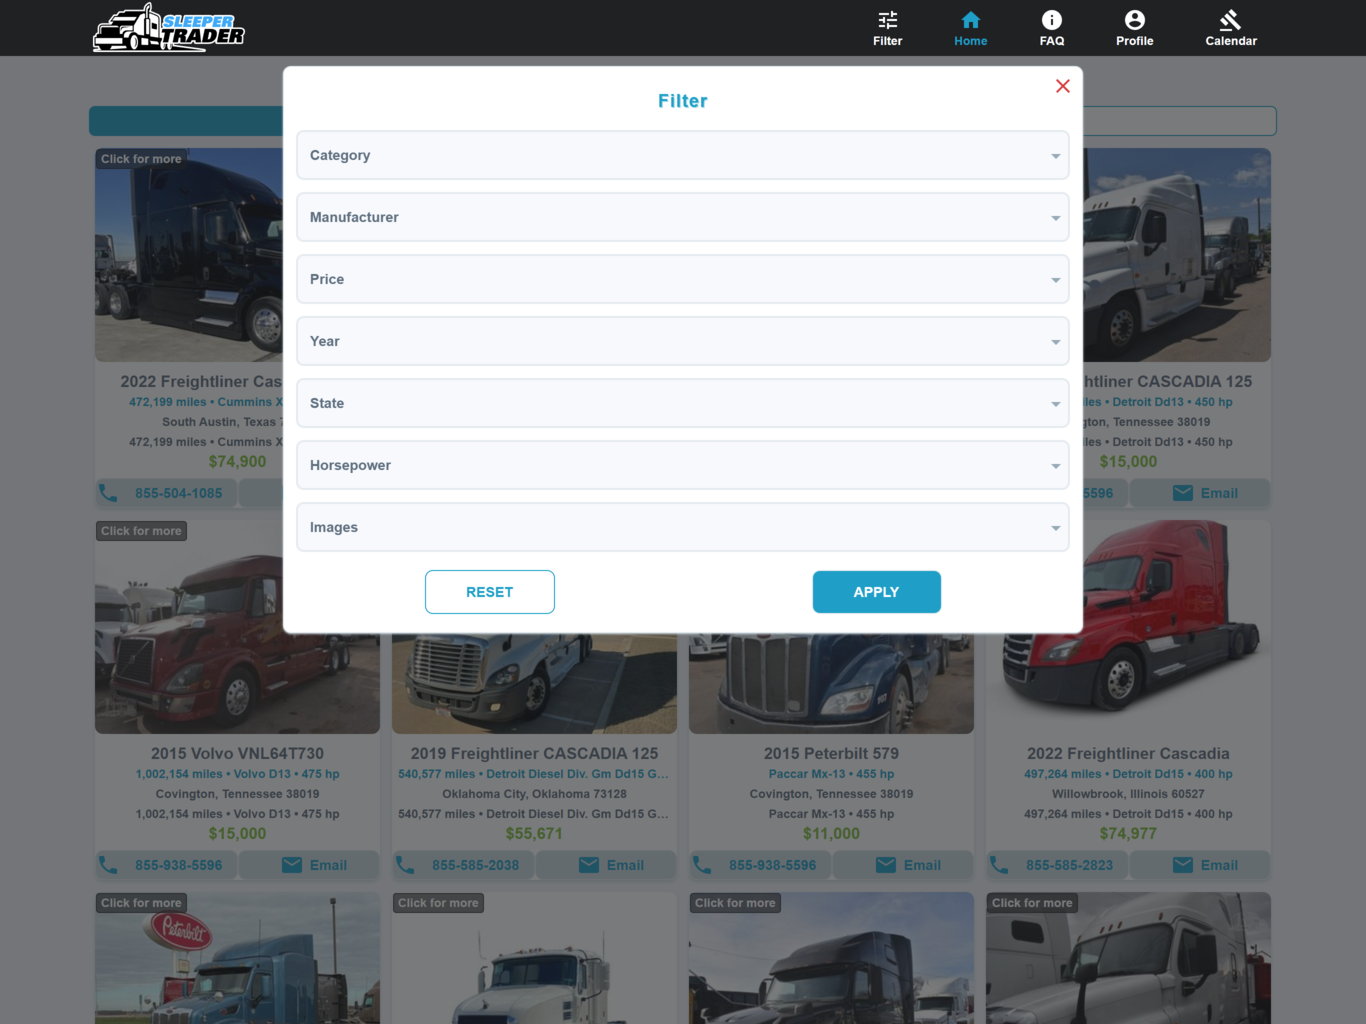 SLEEPER
TRADER
Filter
Home
FAQ
Profile
Calendar
Filter
Category
Manufacturer
Price
Year
State
Horsepower
Images
RESET
APPLY
Click for more
2022 Freightliner Cas
472,199 miles • Cummins X
South Austin, Texas
472,199 miles • Cummins X
$74,900
855-504-1085
htliner CASCADIA 125
les • Detroit Dd13 • 450 hp
gton, Tennessee 38019
les • Detroit Dd13 • 450 hp
$15,000
5596
Email
Click for more
2015 Volvo VNL64T730
1,002,154 miles • Volvo D13 • 475 hp
Covington, Tennessee 38019
1,002,154 miles • Volvo D13 • 475 hp
$15,000
855-938-5596
Email
2019 Freightliner CASCADIA 125
540,577 miles • Detroit Diesel Div. Gm Dd15 G...
Oklahoma City, Oklahoma 73128
540,577 miles • Detroit Diesel Div. Gm Dd15 G...
$55,671
855-585-2038
Email
2015 Peterbilt 579
Paccar Mx-13 • 455 hp
Covington, Tennessee 38019
Paccar Mx-13 • 455 hp
$11,000
855-938-5596
Email
2022 Freightliner Cascadia
497,264 miles • Detroit Dd15 • 400 hp
Willowbrook, Illinois 60527
497,264 miles • Detroit Dd15 • 400 hp
$74,977
855-585-2823
Email
Click for more
Peterbilt
Click for more
Click for more
Click for more